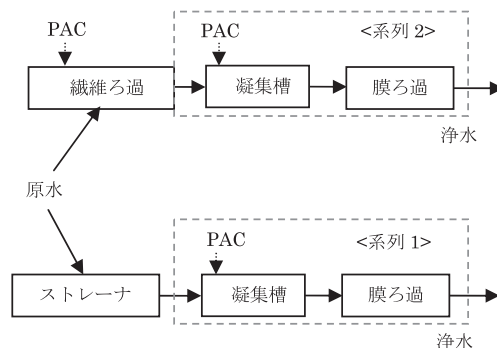 PAC
PAC
<系列 2>
繊維ろ過
凝集槽
膜ろ過
浄水
原水
PAC
<系列 1>
ストレーナ
凝集槽
膜ろ過
浄水